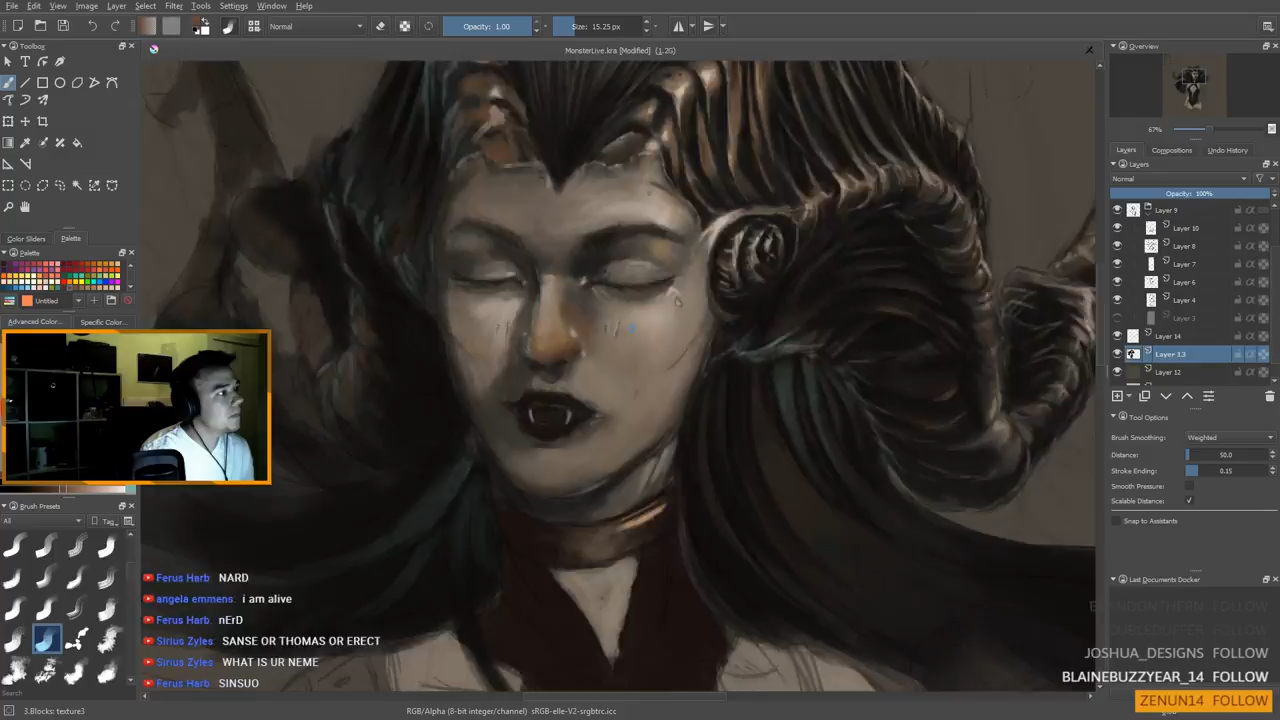 File Edit View Image Layer Select Filter Tools Settings Window Help
Normal
Opacity: 1.00
Size: 15.25 px
MonsterLive.kra [Modified] (1.2G)
Toolbox
Overview
67%
Layers Compositions Undo History
Layers
Normal
Opacity: 100%
Layer 9
Layer 10
Layer 8
Layer 7
Layer 6
Layer 4
Layer 3
Layer 14
Layer 13
Layer 12
Color Sliders Palette
Palette
Untitled
Advanced Color... Specific Color...
Tool Options
Brush Smoothing: Weighted
Distance: 50.0
Stroke Ending: 0.15
Smooth Pressure:
Scalable Distance:
Snap to Assistants
Brush Presets
All Tag
Search
Last Documents Docker
Ferus Harb: NARD
angela emmens: i am alive
Ferus Harb: nErD
Sirius Zyles: SANSE OR THOMAS OR ERECT
Sirius Zyles: WHAT IS UR NEME
Ferus Harb: SINSUO
FOLLOW
FOLLOW
JOSHUA_DESIGNS FOLLOW
BLAINEBUZZYEAR_14 FOLLOW
ZENUN14 FOLLOW
3.Blocks: texture3
RGB/Alpha (8-bit integer/channel) sRGB-elle-V2-srgbtrc.icc